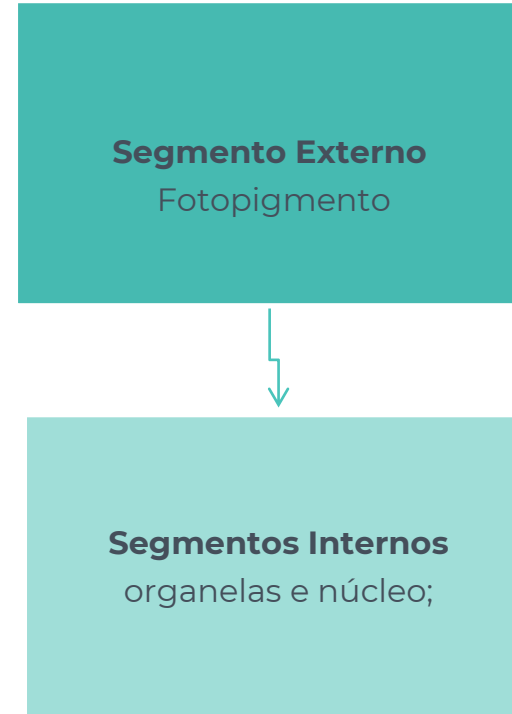 Segmento Externo
Fotopigmento
Segmentos Internos
organelas e núcleo;